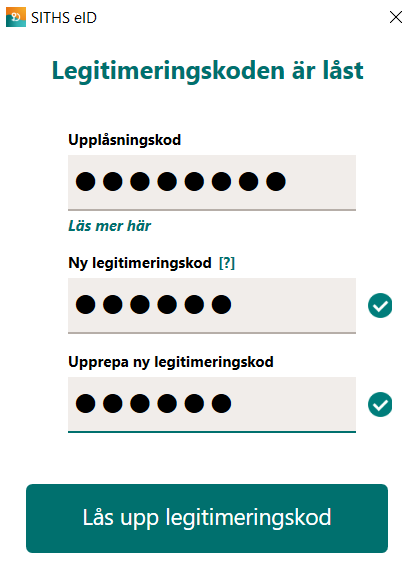 SITHS eID
Legitimeringskoden är låst
Upplåsningskod
●●●●●●●●
Läs mer här
Ny legitimeringskod [?]
●●●●●●
Upprepa ny legitimeringskod
●●●●●●
Lås upp legitimeringskod